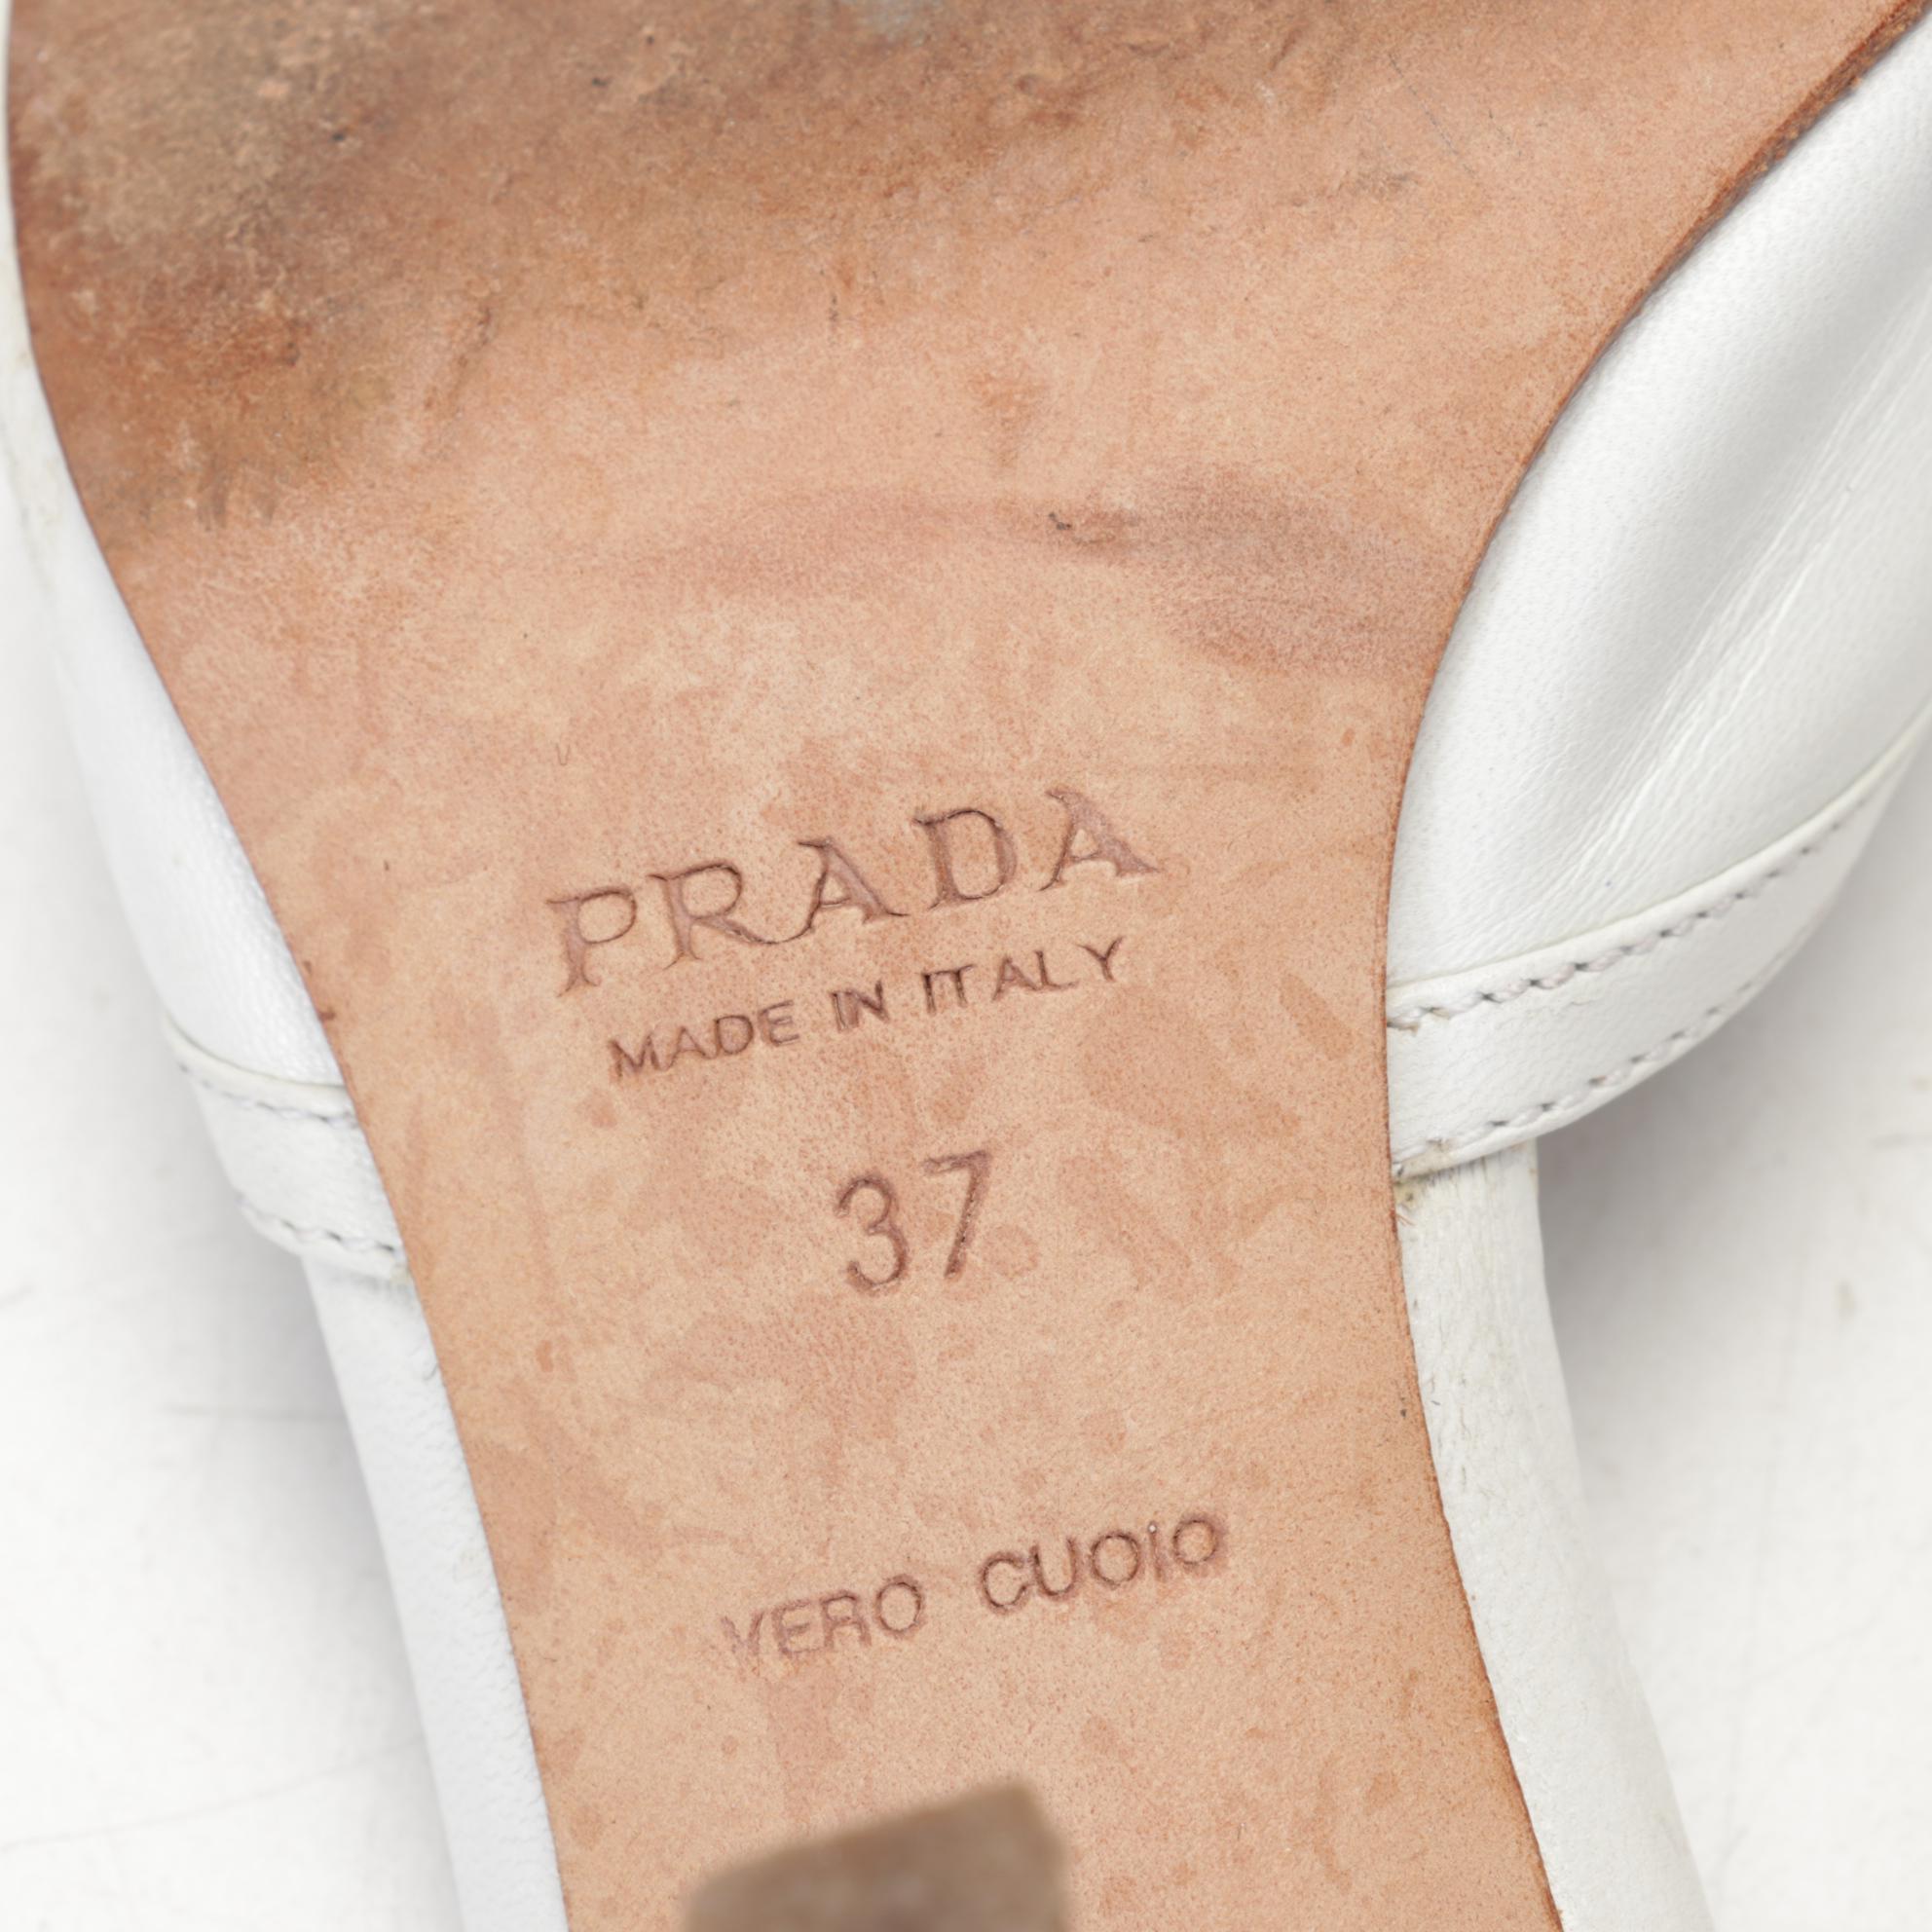 PRADA
MADE IN ITALY
37
VERO CUOIO